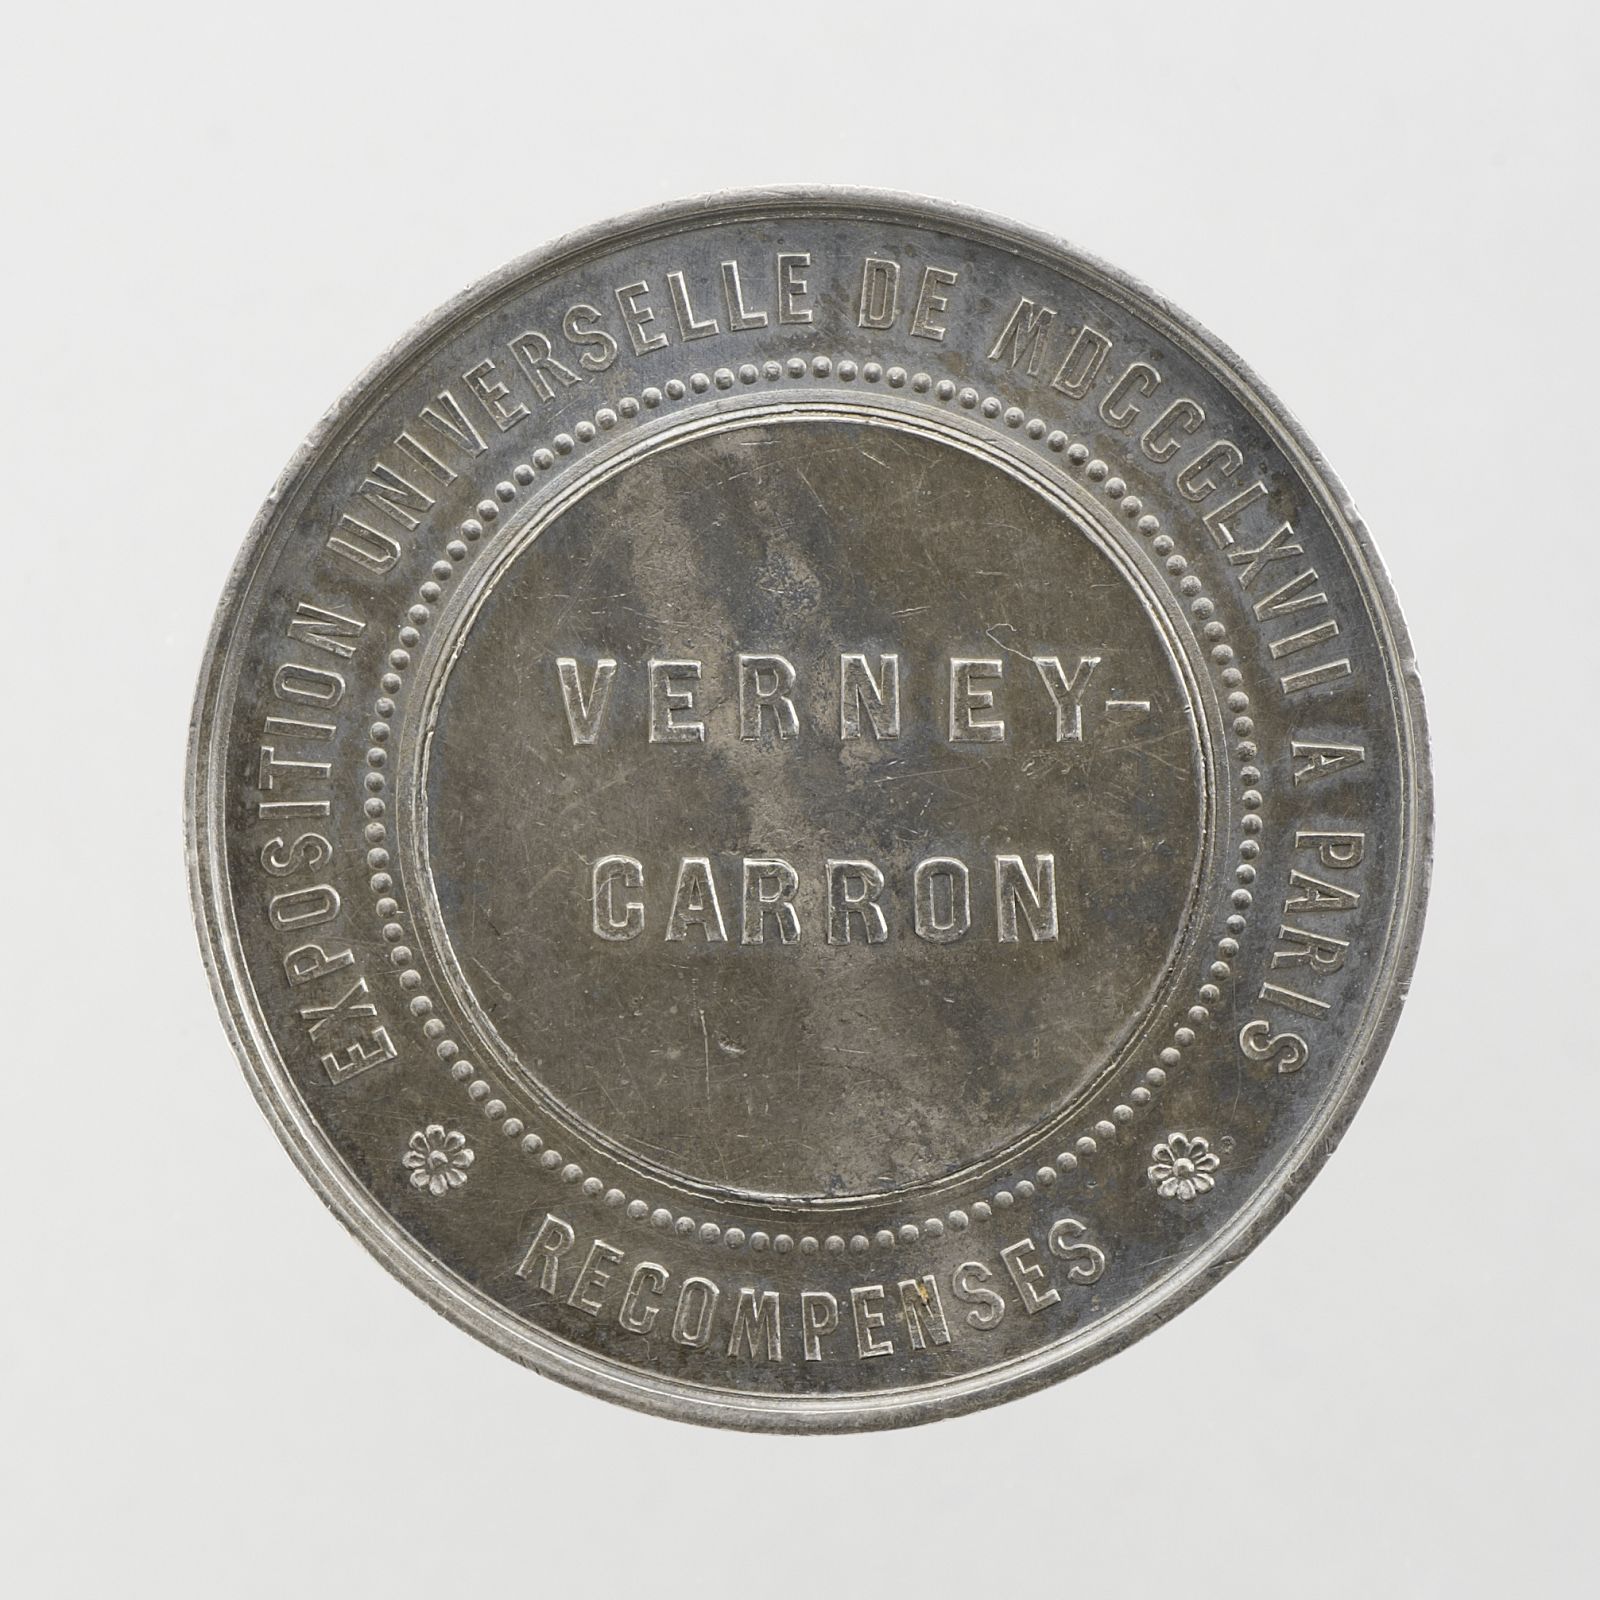 EXPOSITION UNIVERSELLE DE MDCCCLXVII A PARIS
VERNEY-
CARRON
RECOMPENSES